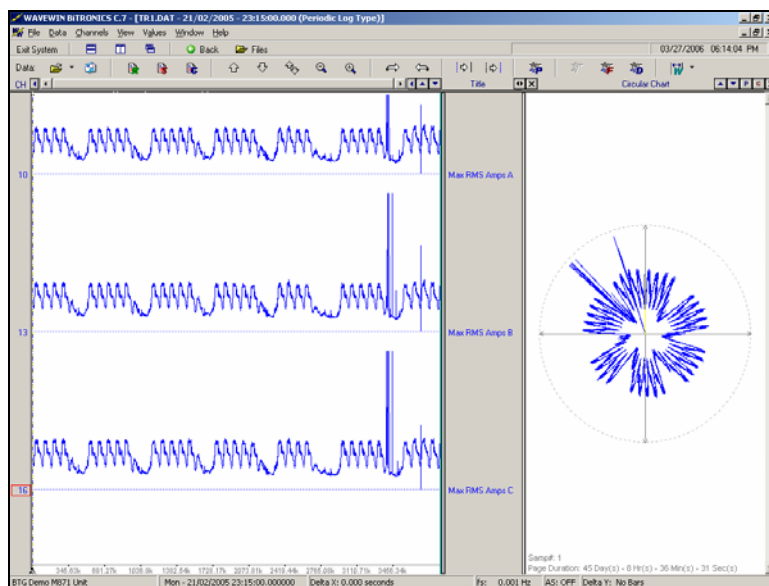 WAVEWIN BiTRONICS C.7 - [TR1.DAT - 21/02/2005 - 23:15:00.000 (Periodic Log Type)]
File Data Channels View Values Window Help
Exit System Back Files 03/27/2006 06:14:04 PM
Data:
CH Title Circular Chart
10 Max RMS Amps A
13 Max RMS Amps B
16 Max RMS Amps C
Samp#: 1
Page Duration: 45 Day(s) - 0 Hr(s) - 36 Min(s) - 31 Sec(s)
BTG Demo M871 Unit Mon - 21/02/2005 23:15:00.000000 Delta X: 0.000 seconds fs: 0.001 Hz AS: OFF Delta Y: No Bars